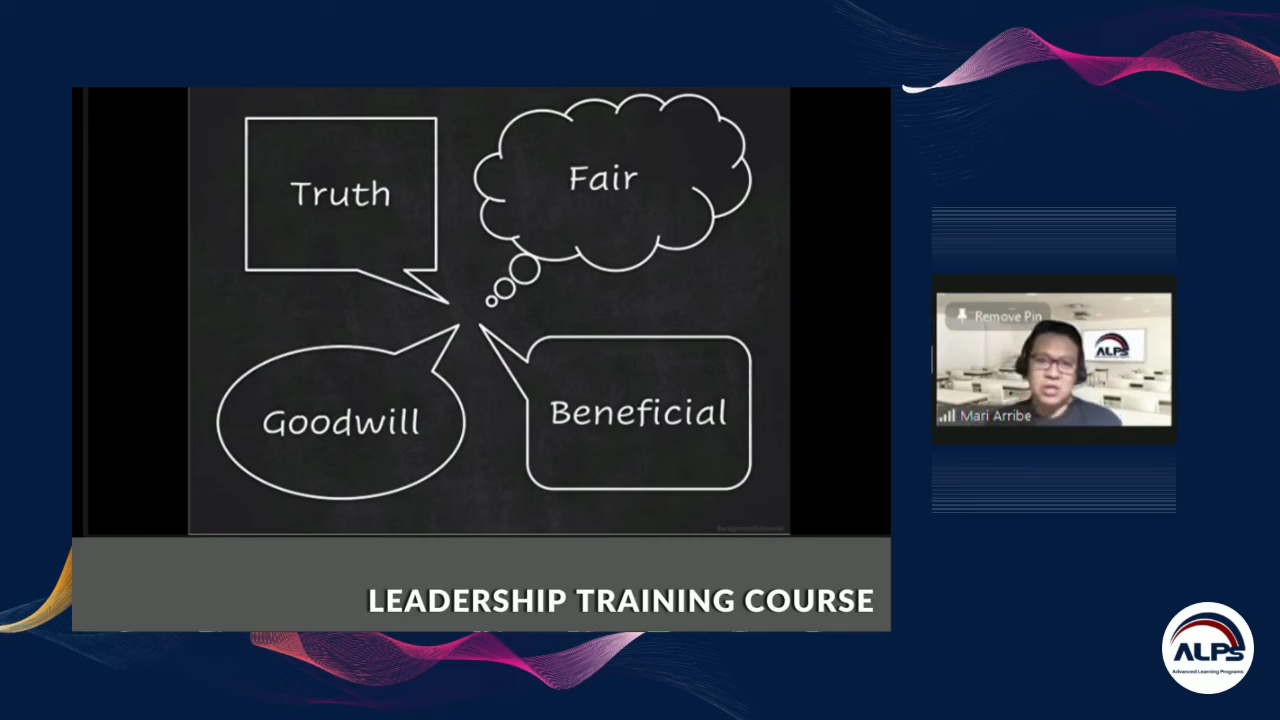 Truth
Fair
Goodwill
Beneficial
LEADERSHIP TRAINING COURSE
Remove Pin
ALPS
Mari Arribe
ALPS
Advanced Learning Programs